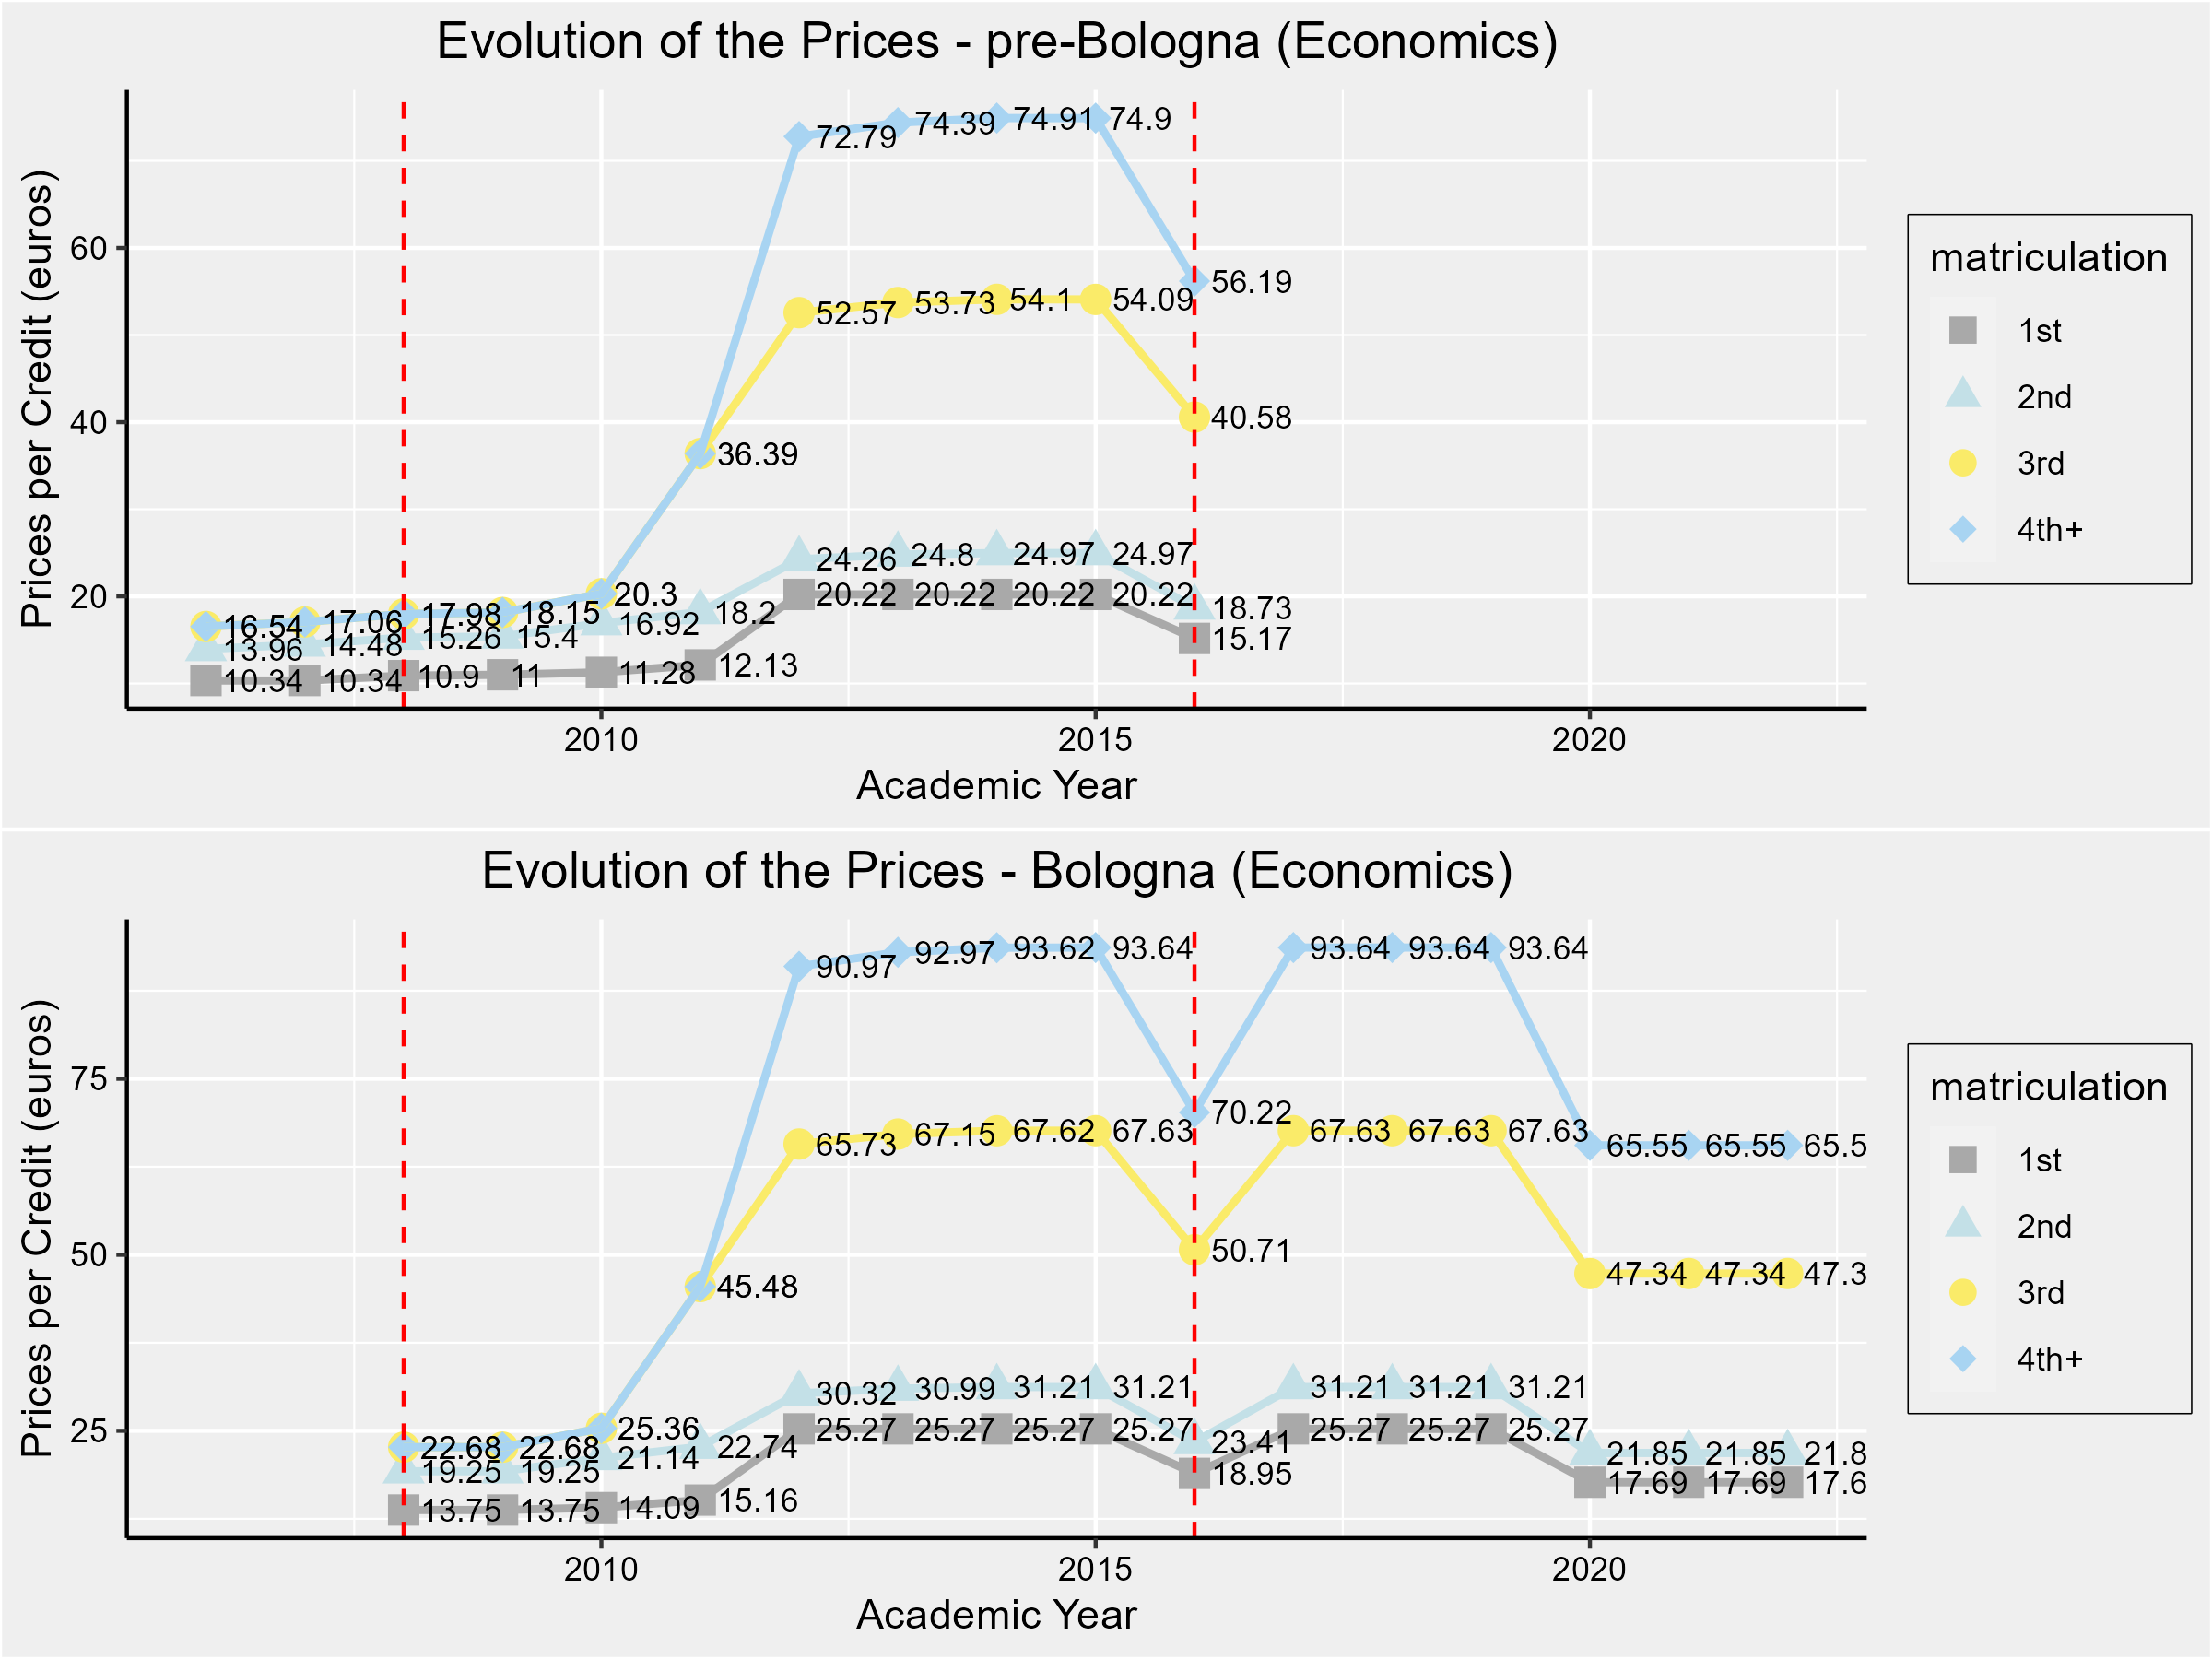 Evolution of the Prices - pre-Bologna (Economics)
Prices per Credit (euros)
60
40
20
72.79 74.39 74.91 74.9
56.19
52.57 53.73 54.1 54.09
40.58
36.39
24.26 24.8 24.97 24.97
20.22 20.22 20.22 20.22
16.54 17.06 17.98 18.15 20.3
13.96 14.48 15.26 15.4 16.92 18.2
18.73
10.34 10.34 10.9 11 11.28 12.13
15.17
2010 2015 2020
Academic Year
matriculation
1st
2nd
3rd
4th+
Evolution of the Prices - Bologna (Economics)
Prices per Credit (euros)
75
50
25
90.97 92.97 93.62 93.64 93.64 93.64 93.64
70.22
65.73 67.15 67.62 67.63 67.63 67.63 67.63
65.55 65.55 65.5
50.71
47.34 47.34 47.3
45.48
30.32 30.99 31.21 31.21 31.21 31.21 31.21
25.27 25.27 25.27 25.27 25.27 25.27 25.27
22.68 22.68 25.36
19.25 19.25 21.14 22.74
23.41
21.85 21.85 21.8
13.75 13.75 14.09 15.16
18.95
17.69 17.69 17.6
2010 2015 2020
Academic Year
matriculation
1st
2nd
3rd
4th+